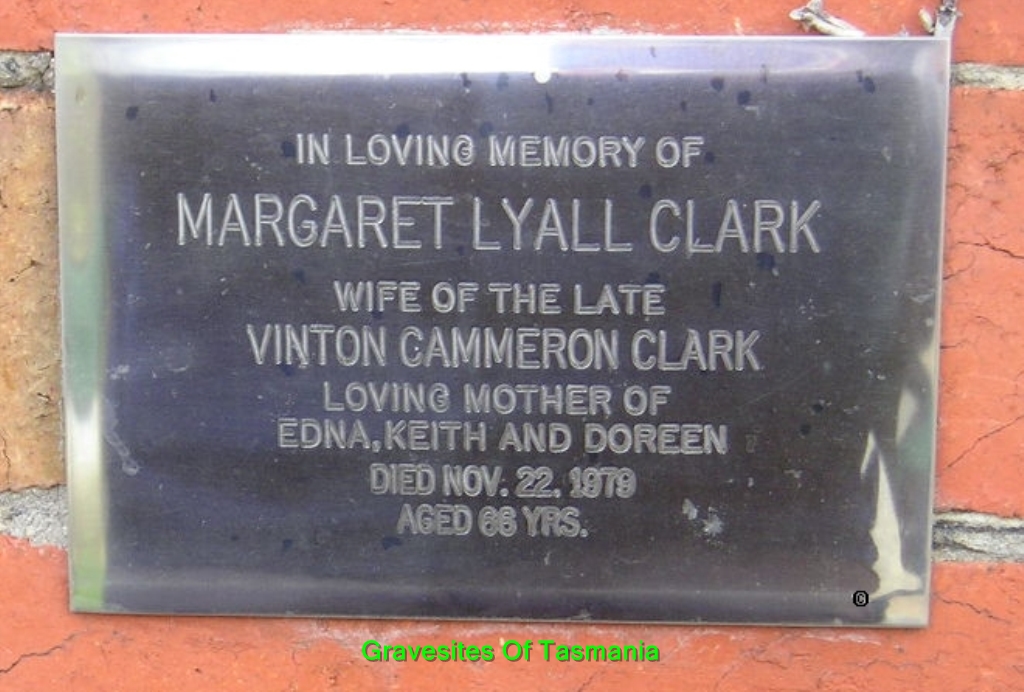 IN LOVING MEMORY OF
MARGARET LYALL CLARK
WIFE OF THE LATE
VINTON CAMMERON CLARK
LOVING MOTHER OF
EDNA, KEITH AND DOREEN
DIED NOV. 22, 1979
AGED 66 YRS.
©
Gravesites Of Tasmania